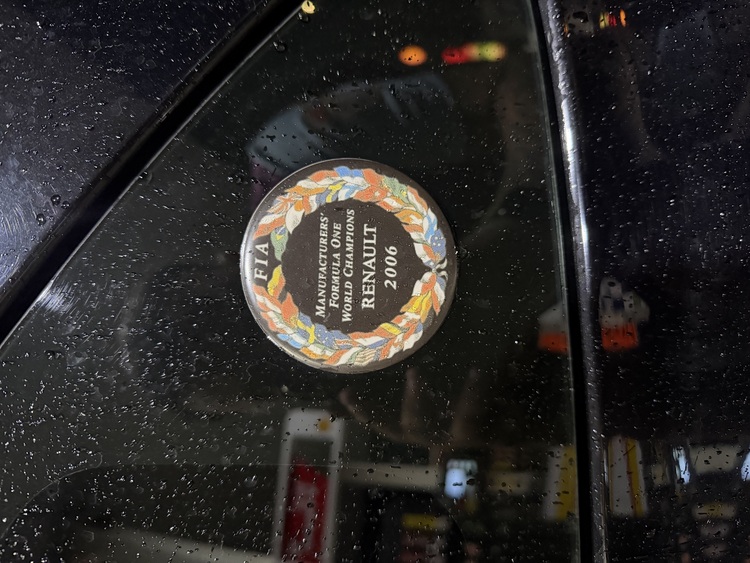 FIA
MANUFACTURERS'
FORMULA ONE
WORLD CHAMPIONS
RENAULT
2006